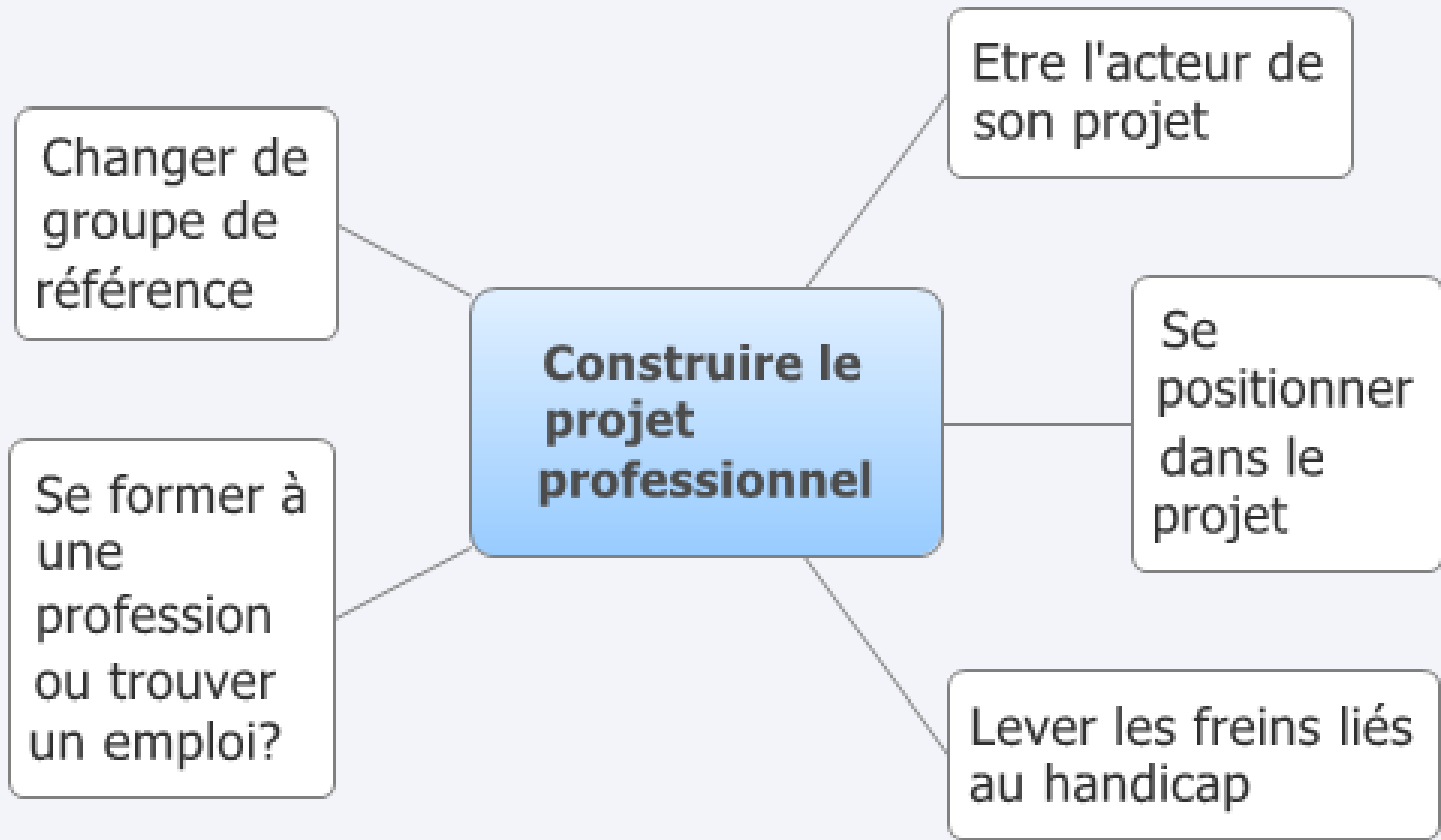 Etre l'acteur de
son projet
Changer de
groupe de
référence
Se
positionner
dans le
projet
Construire le
projet
professionnel
Se former à
une
profession
ou trouver
un emploi?
Lever les freins liés
au handicap